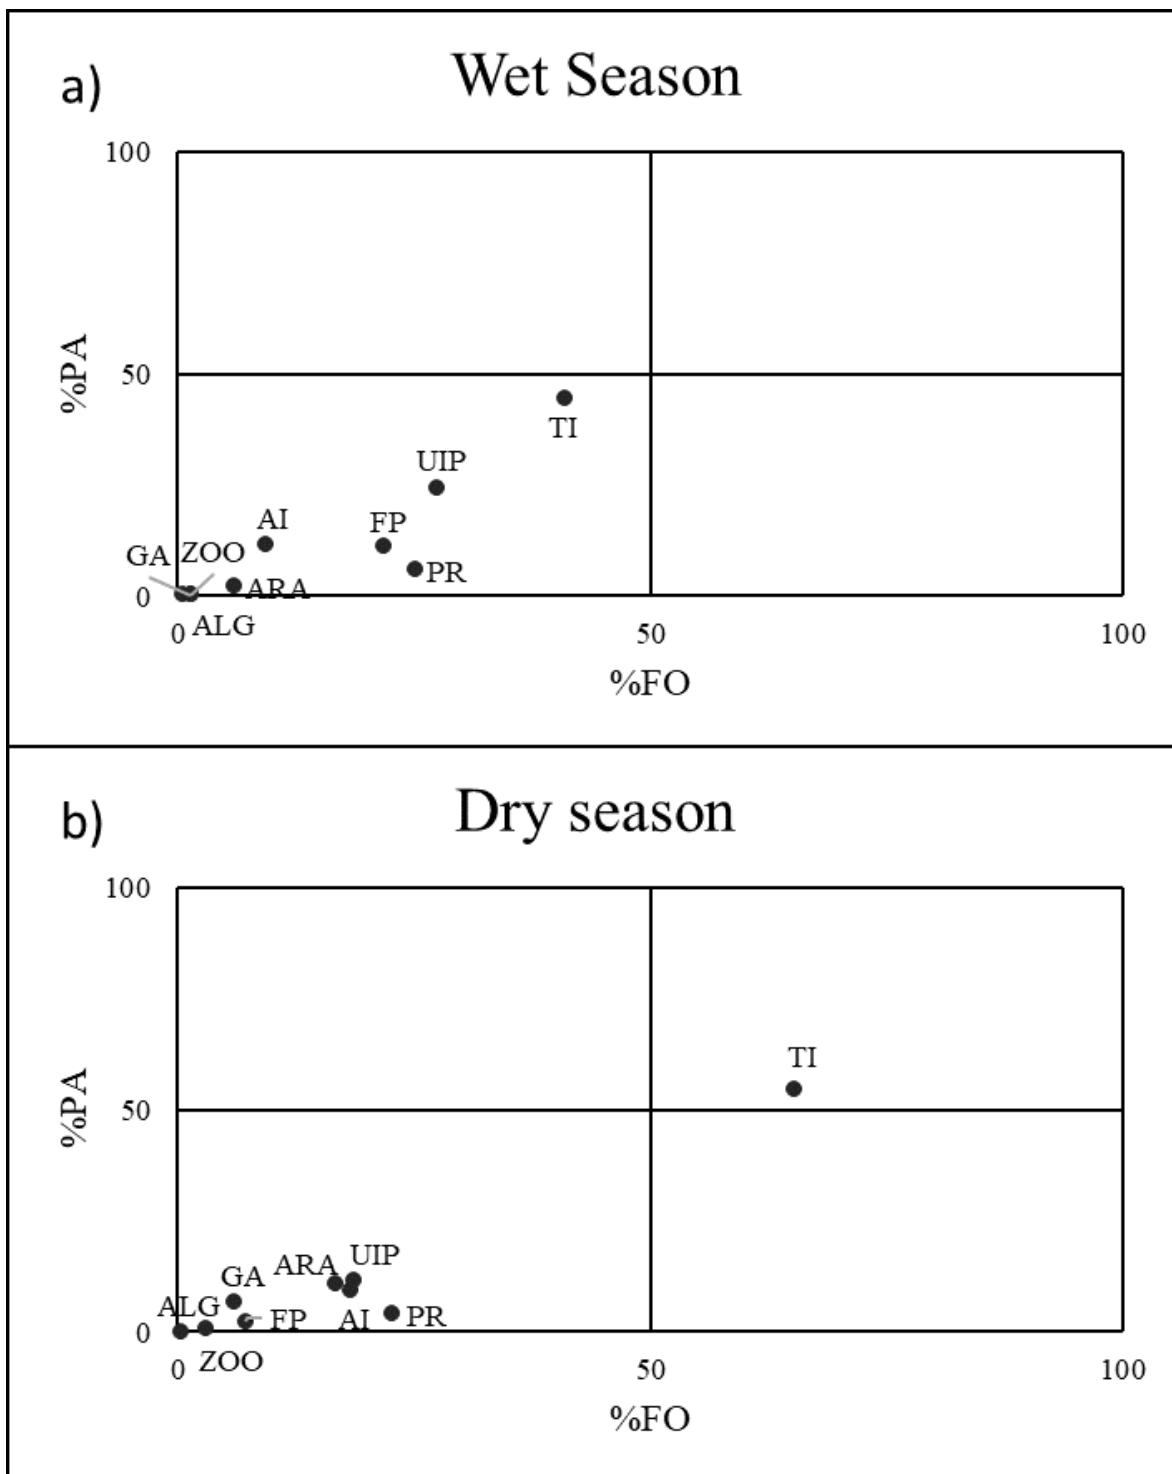 a)
Wet Season
100
%PA
50
TI
UIP
AI
FP
GA
ZOO
PR
ARA
0
ALG
0
50
100
%FO
b)
Dry season
100
%PA
TI
50
UIP
ARA
GA
ALG
FP
AI
PR
0
ZOO
0
50
100
%FO